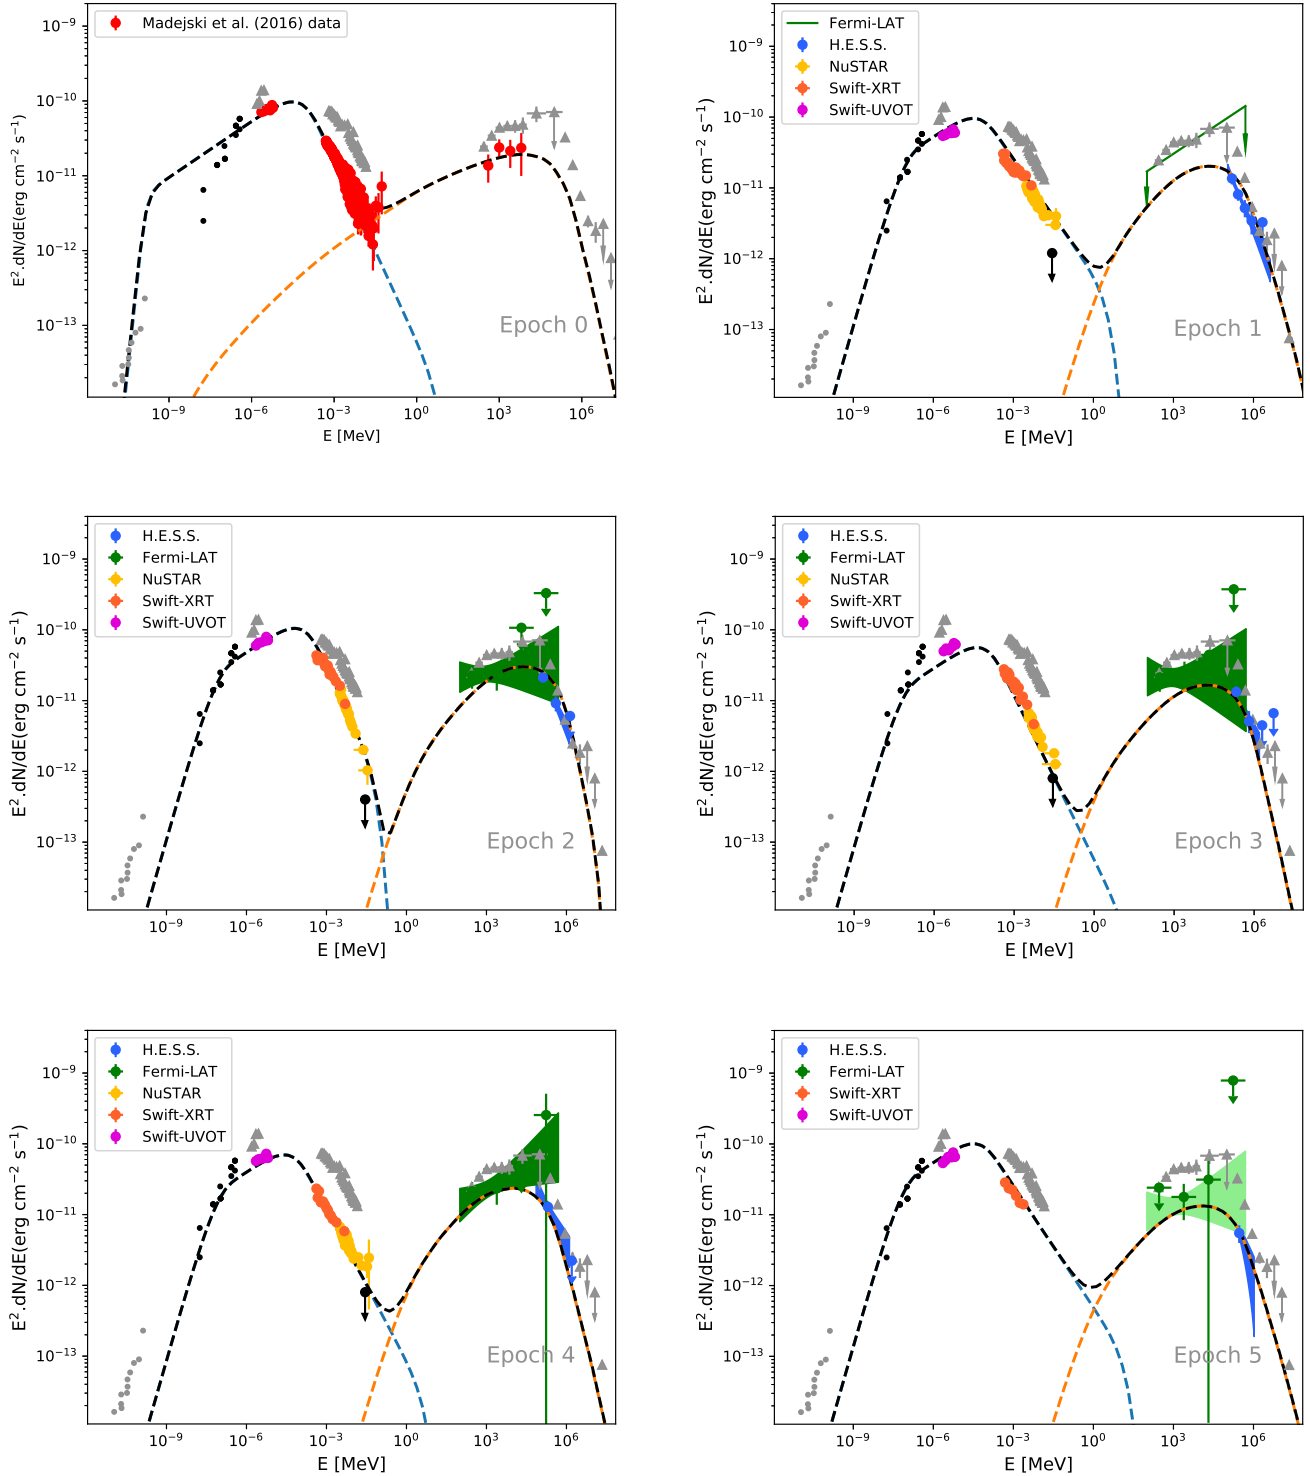 Madejski et al. (2016) data
10⁻⁹
10⁻¹⁰
10⁻¹¹
10⁻¹²
10⁻¹³
E².dN/dE(erg cm⁻² s⁻¹)
Epoch 0
10⁻⁹ 10⁻⁶ 10⁻³ 10⁰ 10³ 10⁶
E [MeV]
Fermi-LAT
H.E.S.S.
NuSTAR
Swift-XRT
Swift-UVOT
10⁻⁹
10⁻¹⁰
10⁻¹¹
10⁻¹²
10⁻¹³
E².dN/dE(erg cm⁻² s⁻¹)
Epoch 1
10⁻⁹ 10⁻⁶ 10⁻³ 10⁰ 10³ 10⁶
E [MeV]
H.E.S.S.
Fermi-LAT
NuSTAR
Swift-XRT
Swift-UVOT
10⁻⁹
10⁻¹⁰
10⁻¹¹
10⁻¹²
10⁻¹³
E².dN/dE(erg cm⁻² s⁻¹)
Epoch 2
10⁻⁹ 10⁻⁶ 10⁻³ 10⁰ 10³ 10⁶
E [MeV]
H.E.S.S.
Fermi-LAT
NuSTAR
Swift-XRT
Swift-UVOT
10⁻⁹
10⁻¹⁰
10⁻¹¹
10⁻¹²
10⁻¹³
E².dN/dE(erg cm⁻² s⁻¹)
Epoch 3
10⁻⁹ 10⁻⁶ 10⁻³ 10⁰ 10³ 10⁶
E [MeV]
H.E.S.S.
Fermi-LAT
NuSTAR
Swift-XRT
Swift-UVOT
10⁻⁹
10⁻¹⁰
10⁻¹¹
10⁻¹²
10⁻¹³
E².dN/dE(erg cm⁻² s⁻¹)
Epoch 4
10⁻⁹ 10⁻⁶ 10⁻³ 10⁰ 10³ 10⁶
E [MeV]
H.E.S.S.
Fermi-LAT
Swift-XRT
Swift-UVOT
10⁻⁹
10⁻¹⁰
10⁻¹¹
10⁻¹²
10⁻¹³
E².dN/dE(erg cm⁻² s⁻¹)
Epoch 5
10⁻⁹ 10⁻⁶ 10⁻³ 10⁰ 10³ 10⁶
E [MeV]